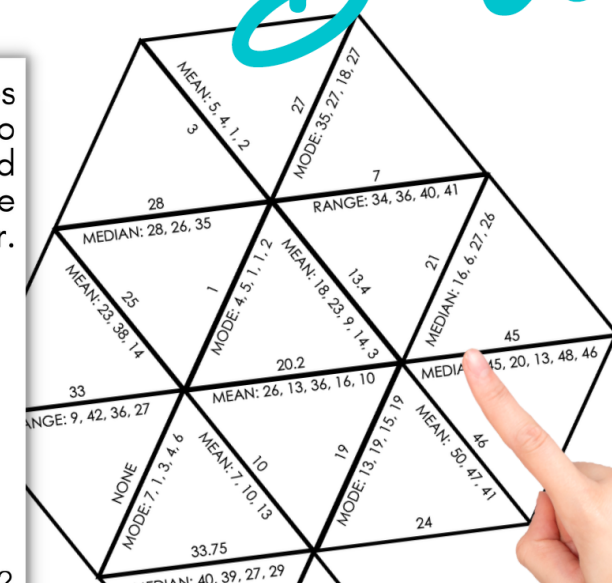 MEAN: 5, 4, 1, 2
3
27
MODE: 35, 27, 18, 27
7
RANGE: 34, 36, 40, 41
28
MEDIAN: 28, 26, 35
MEAN: 23, 38, 14
25
1
MODE: 4, 5, 1, 1, 2
MEAN: 18, 23, 9, 14, 3
13.4
21
MEDIAN: 16, 6, 27, 26
45
45, 20, 13, 48, 46
20.2
MEAN: 26, 13, 36, 16, 10
33
9, 42, 36, 27
NONE
MODE: 7, 1, 3, 4, 6
MEAN: 7, 10, 13
10
19
MODE: 13, 19, 15, 19
MEAN: 50, 47, 41
46
24
33.75
40, 39, 27, 29
r.